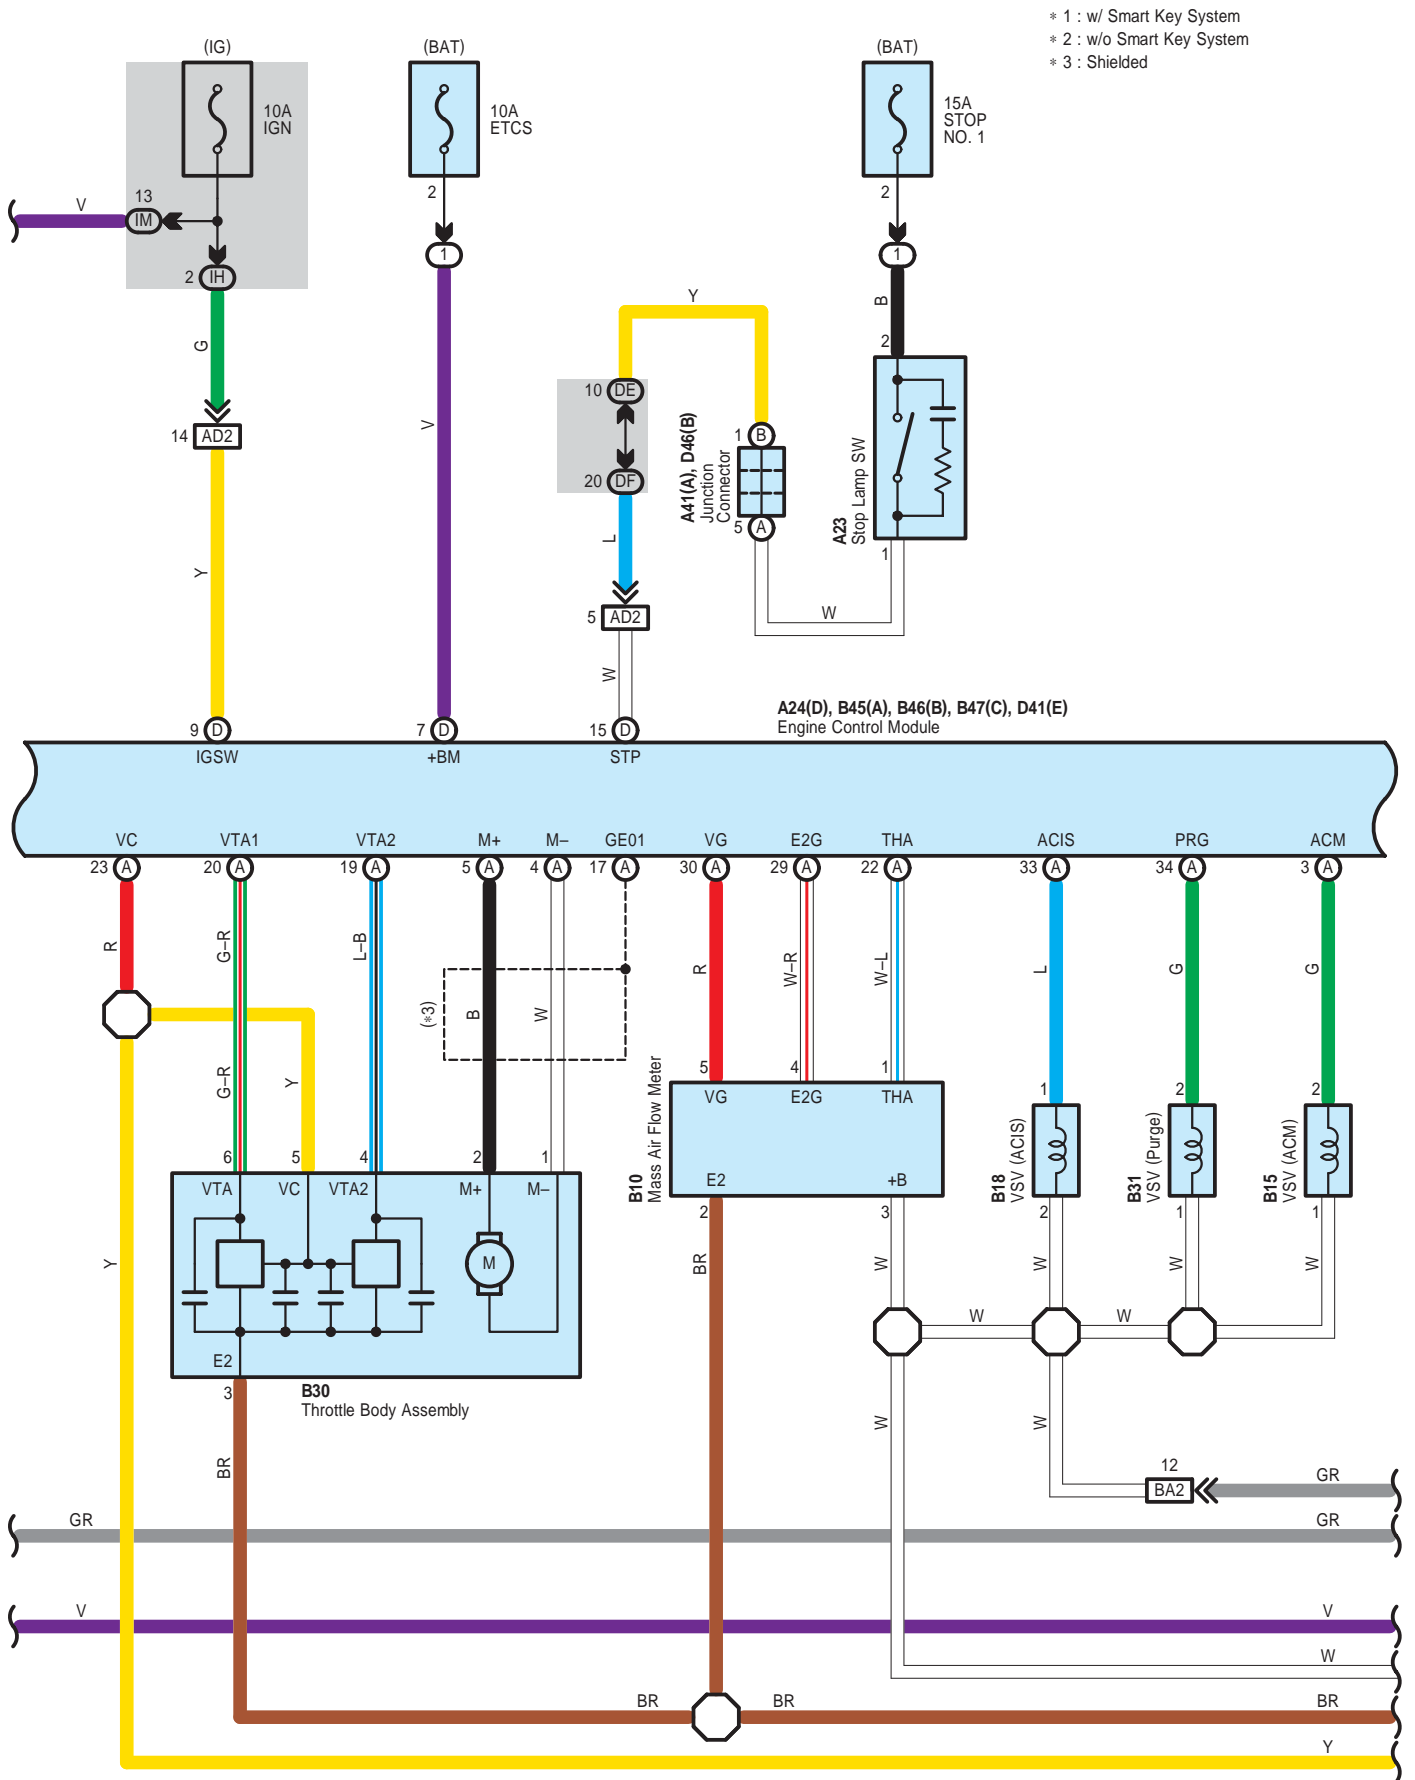 * 1 : w/ Smart Key System
* 2 : w/o Smart Key System
* 3 : Shielded
(IG)
(BAT)
(BAT)
10A
IGN
10A
ETCS
15A
STOP
NO. 1
13
V
IM
2
2
1
1
2 IH
Y
B
G
2
10 DE
14 AD2
V
1 B
20 DF
A41(A), D46(B)
Junction
Connector
5 A
A23
Stop Lamp SW
1
L
Y
5 AD2
W
W
A24(D), B45(A), B46(B), B47(C), D41(E)
Engine Control Module
9 D
7 D
15 D
IGSW
+BM
STP
VC
VTA1
VTA2
M+
M–
GE01
VG
E2G
THA
ACIS
PRG
ACM
23 A
20 A
19 A
5 A
4 A
17 A
30 A
29 A
22 A
33 A
34 A
3 A
R
G–R
L–B
(*3)
B
W
R
W–R
W–L
L
G
G
G–R
Y
5
4
1
VG
E2G
THA
1
2
2
B10
Mass Air Flow Meter
B18
VSV (ACIS)
B31
VSV (Purge)
B15
VSV (ACM)
6
5
4
2
1
VTA
VC
VTA2
M+
M–
E2
+B
2
3
2
1
1
M
Y
BR
W
W
W
W
W
W
E2
3
B30
Throttle Body Assembly
W
W
BR
12
BA2
GR
GR
GR
V
V
W
BR
BR
BR
Y